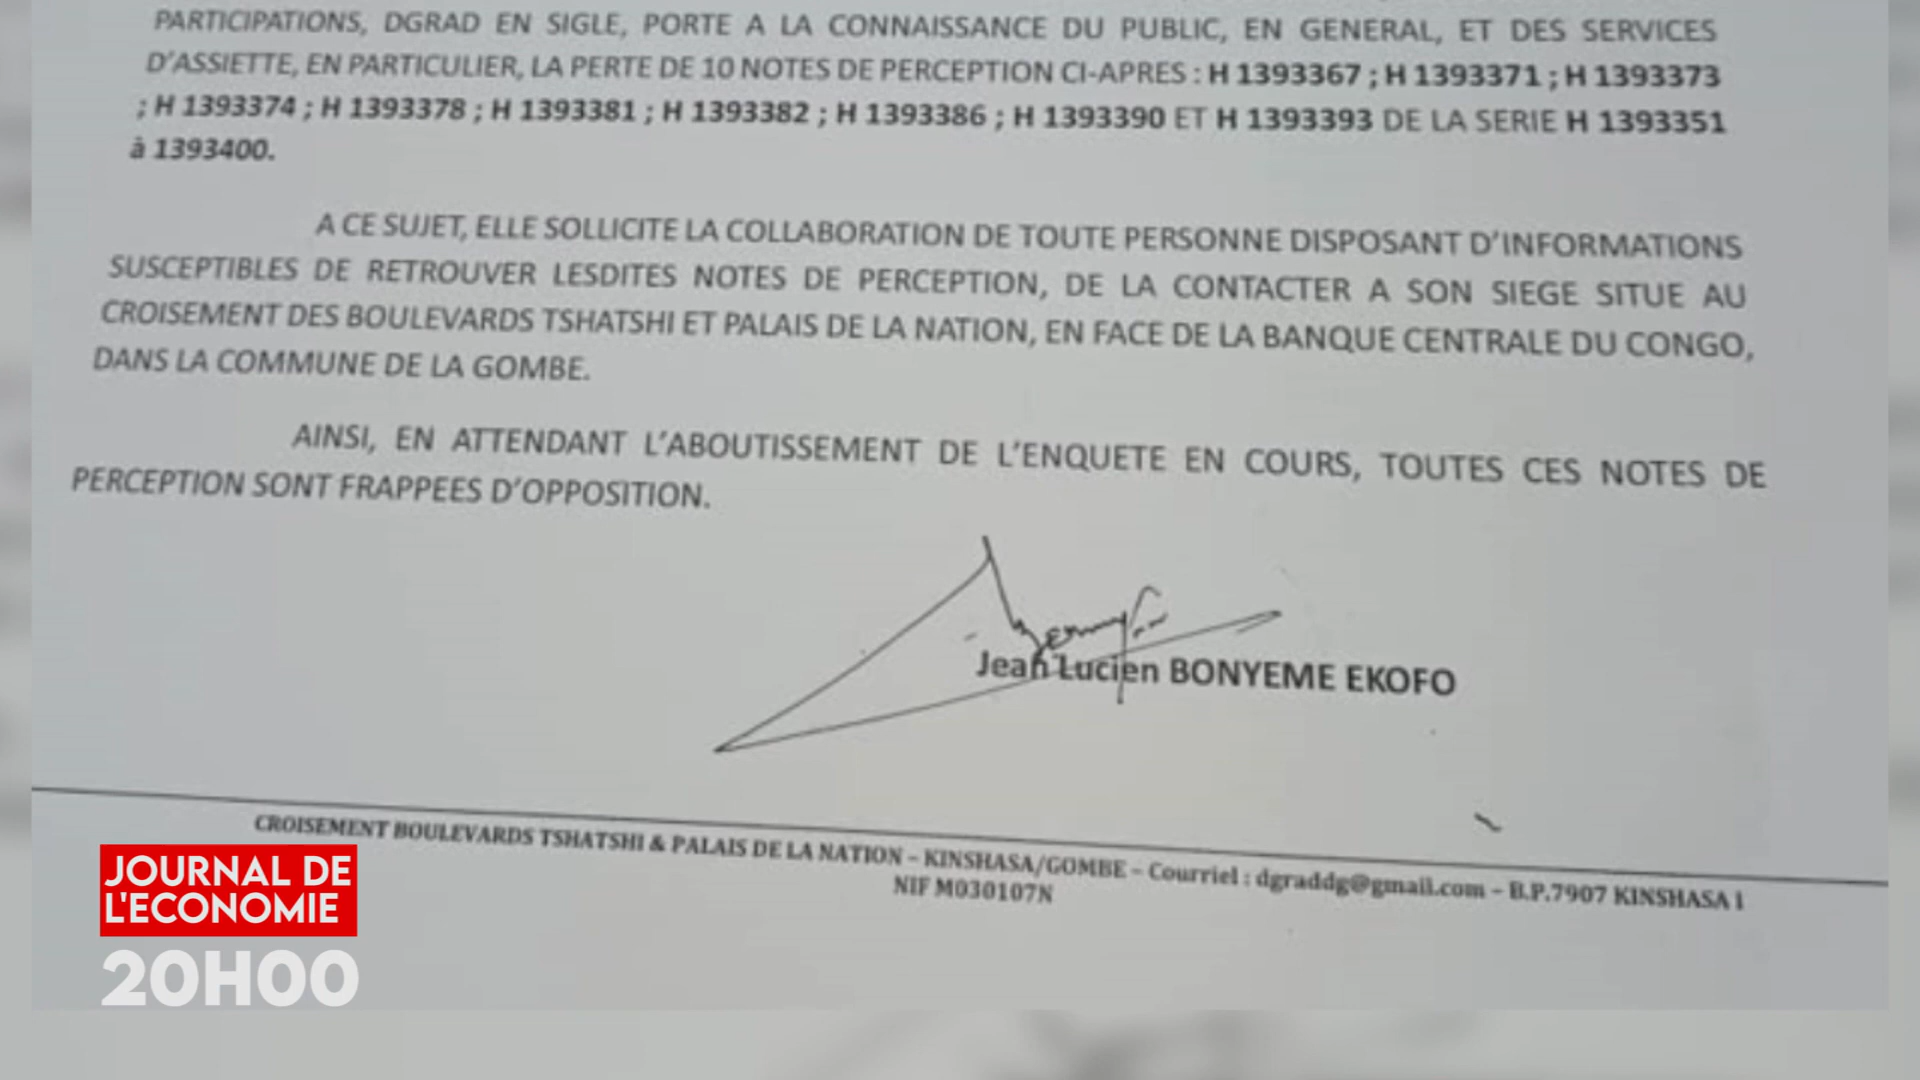 PARTICIPATIONS, DGRAD EN SIGLE, PORTE A LA CONNAISSANCE DU PUBLIC, EN GENERAL, ET DES SERVICES
D'ASSIETTE, EN PARTICULIER, LA PERTE DE 10 NOTES DE PERCEPTION CI-APRES : H 1393367 ; H 1393371 ; H 1393373
; H 1393374 ; H 1393378 ; H 1393381 ; H 1393382 ; H 1393386 ; H 1393390 ET H 1393393 DE LA SERIE H 1393351
à 1393400.
A CE SUJET, ELLE SOLLICITE LA COLLABORATION DE TOUTE PERSONNE DISPOSANT D'INFORMATIONS
SUSCEPTIBLES DE RETROUVER LESDITES NOTES DE PERCEPTION, DE LA CONTACTER A SON SIEGE SITUE AU
CROISEMENT DES BOULEVARDS TSHATSHI ET PALAIS DE LA NATION, EN FACE DE LA BANQUE CENTRALE DU CONGO,
DANS LA COMMUNE DE LA GOMBE.
AINSI, EN ATTENDANT L'ABOUTISSEMENT DE L'ENQUETE EN COURS, TOUTES CES NOTES DE
PERCEPTION SONT FRAPPEES D'OPPOSITION.
Jean Lucien BONYEME EKOFO
CROISEMENT BOULEVARDS TSHATSHI & PALAIS DE LA NATION – KINSHASA/GOMBE – Courriel : dgraddg@gmail.com – B.P.7907 KINSHASA 1
NIF M030107N
JOURNAL DE
L'ECONOMIE
20H00